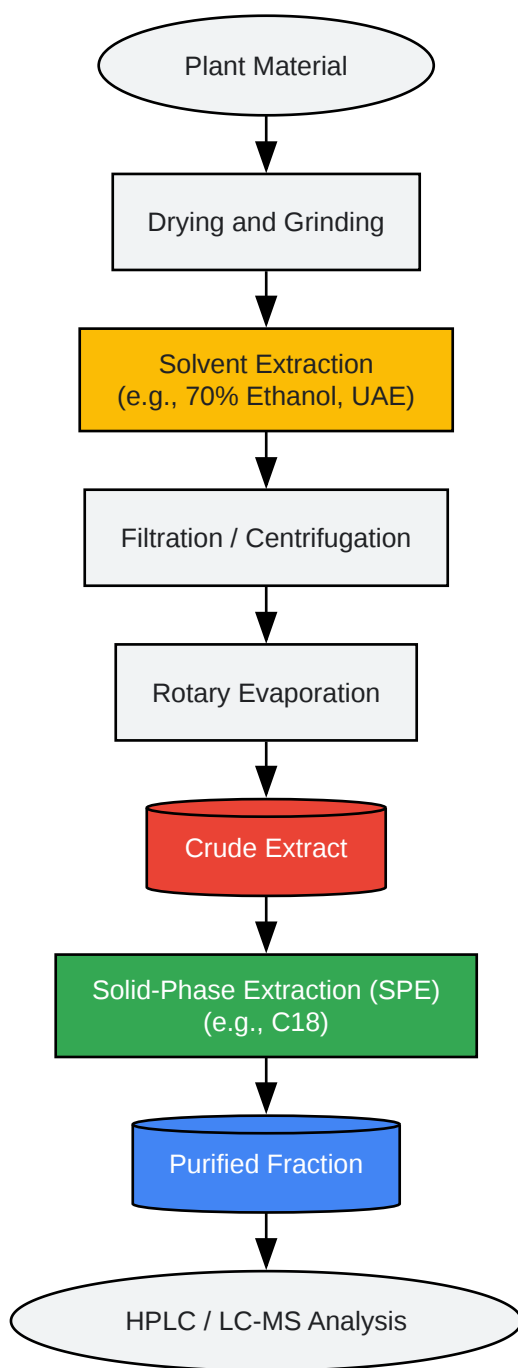 Plant Material
Drying and Grinding
Solvent Extraction
(e.g., 70% Ethanol, UAE)
Filtration / Centrifugation
Rotary Evaporation
Crude Extract
Solid-Phase Extraction (SPE)
(e.g., C18)
Purified Fraction
HPLC / LC-MS Analysis